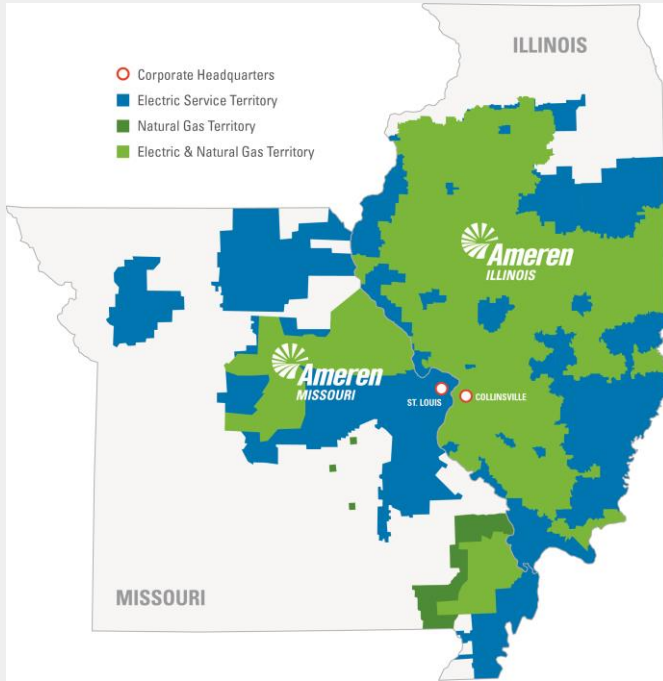 ILLINOIS
Corporate Headquarters
Electric Service Territory
Natural Gas Territory
Electric & Natural Gas Territory
Ameren
ILLINOIS
Ameren
MISSOURI
ST. LOUIS
COLLINSVILLE
MISSOURI